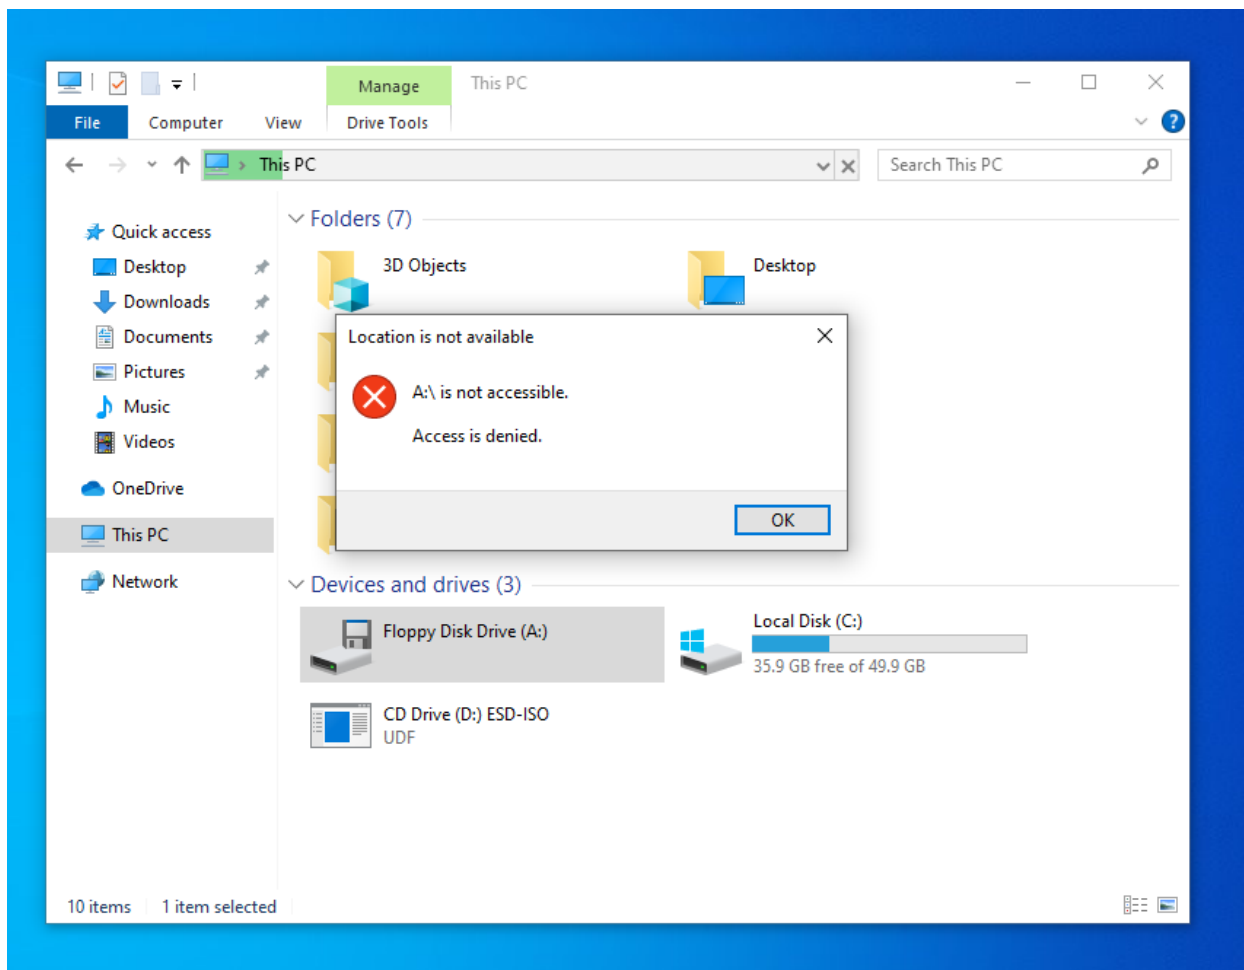 Manage
This PC
File
Computer
View
Drive Tools
This PC
Search This PC
Quick access
Desktop
Downloads
Documents
Pictures
Music
Videos
OneDrive
This PC
Network
Folders (7)
3D Objects
Desktop
Location is not available
A:\ is not accessible.
Access is denied.
OK
Devices and drives (3)
Floppy Disk Drive (A:)
Local Disk (C:)
35.9 GB free of 49.9 GB
CD Drive (D:) ESD-ISO
UDF
10 items
1 item selected